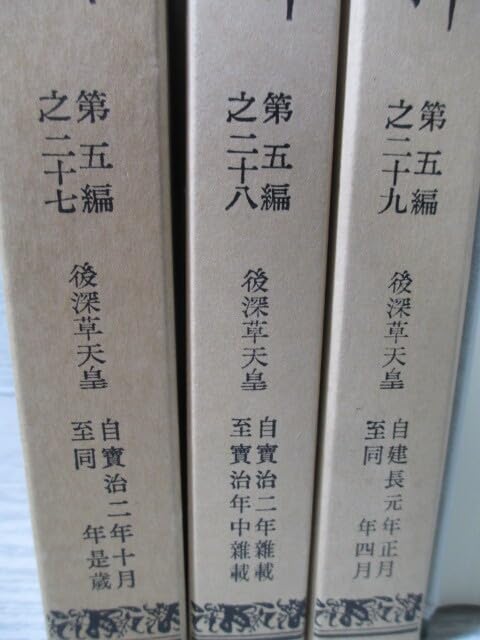 第五編
之二十七
後深草天皇
自寶治二年十月
至同年是歳
第五編
之二十八
後深草天皇
自寶治二年雜載
至寶治年中雜載
第五編
之二十九
後深草天皇
自建長元年正月
至同年四月